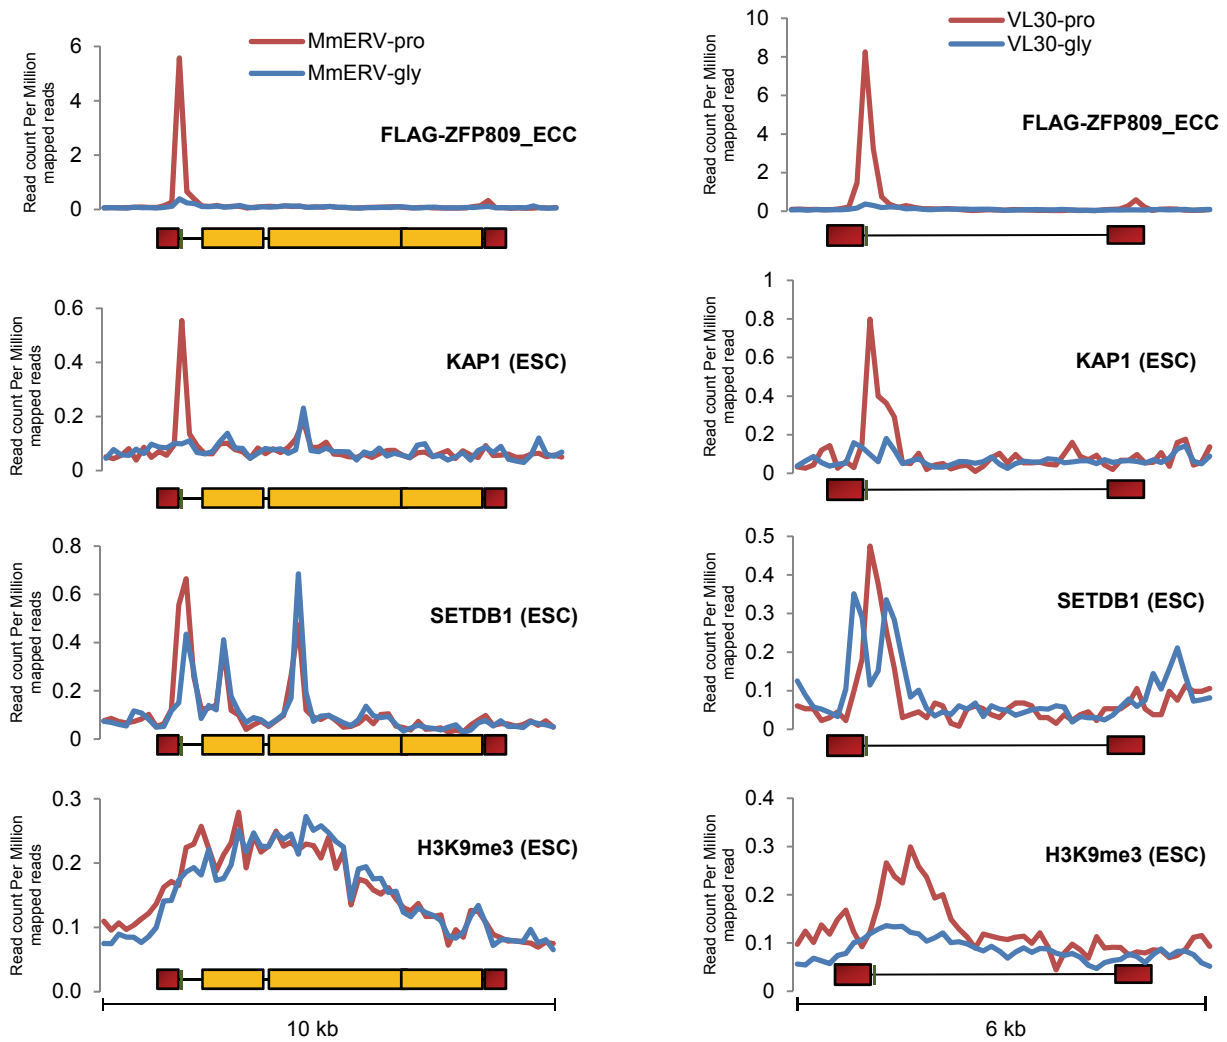 MmERV-pro
MmERV-gly
Read count Per Million
mapped reads
6
4
2
0
FLAG-ZFP809_ECC
VL30-pro
VL30-gly
Read count Per Million
mapped read
10
8
6
4
2
0
FLAG-ZFP809_ECC
Read count Per Million
mapped reads
0.6
0.4
0.2
0
KAP1 (ESC)
Read count Per Million
mapped read
1
0.8
0.6
0.4
0.2
0
KAP1 (ESC)
Read count Per Million
mapped reads
0.8
0.6
0.4
0.2
0
SETDB1 (ESC)
Read count Per Million
mapped read
0.5
0.4
0.3
0.2
0.1
0
SETDB1 (ESC)
Read count Per Million
mapped reads
0.3
0.2
0.1
0.0
H3K9me3 (ESC)
10 kb
Read count Per Million
mapped read
0.4
0.3
0.2
0.1
0
H3K9me3 (ESC)
6 kb